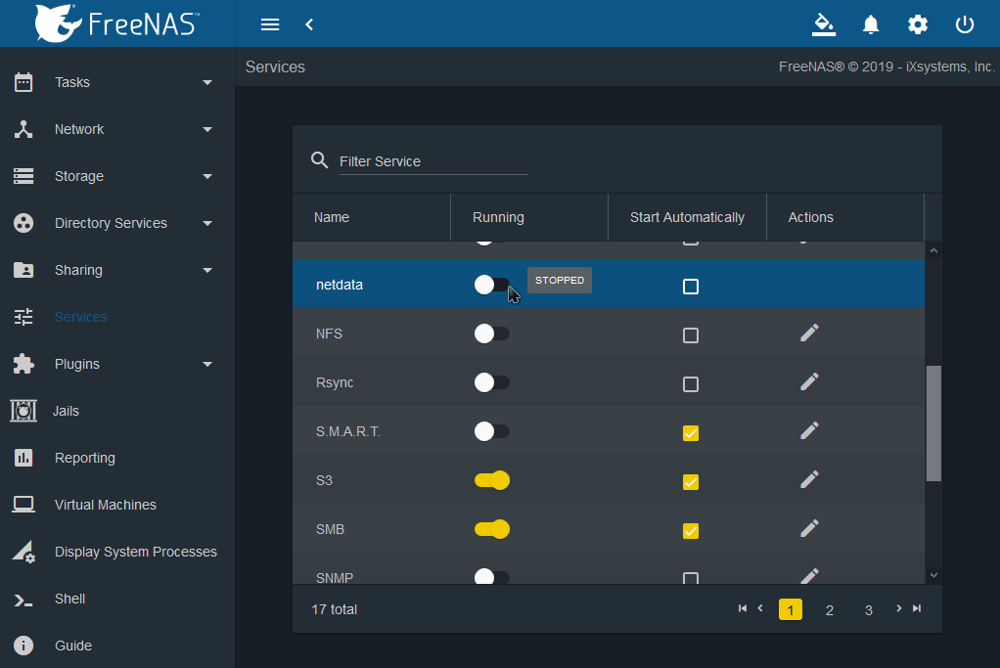 FreeNAS™
Services
FreeNAS® © 2019 - iXsystems, Inc.
Tasks
Network
Storage
Directory Services
Sharing
Services
Plugins
Jails
Reporting
Virtual Machines
Display System Processes
Shell
Guide
Filter Service
Name Running Start Automatically Actions
netdata STOPPED
NFS
Rsync
S.M.A.R.T.
S3
SMB
SNMP
17 total 1 2 3